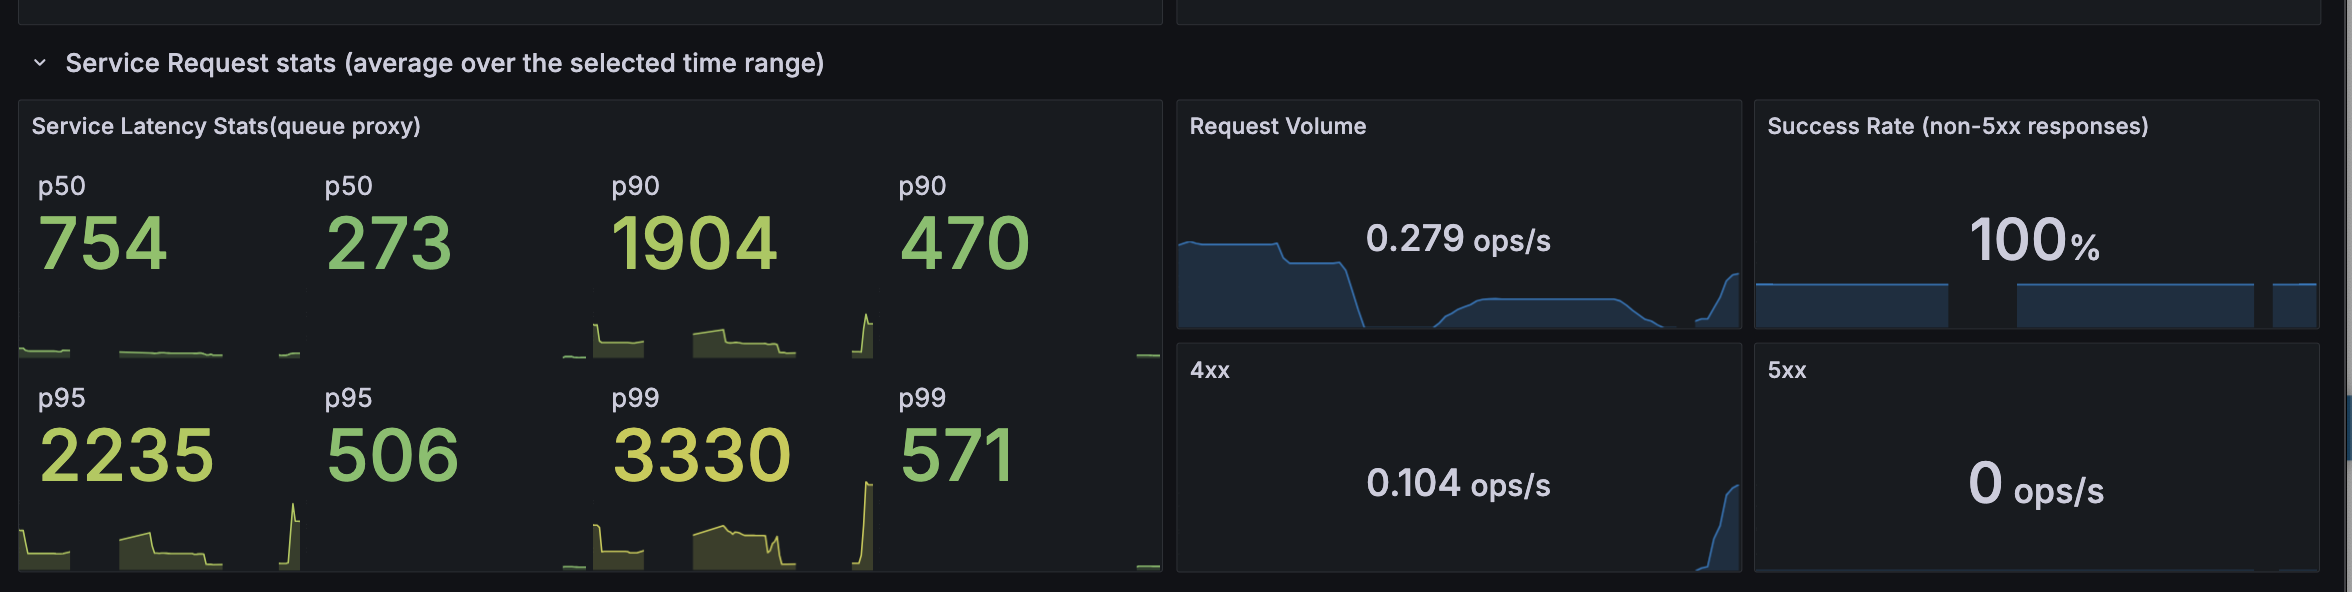 Service Request stats (average over the selected time range)
Service Latency Stats(queue proxy)
p50
754
p50
273
p90
1904
p90
470
p95
2235
p95
506
p99
3330
p99
571
Request Volume
0.279 ops/s
Success Rate (non-5xx responses)
100%
4xx
0.104 ops/s
5xx
0 ops/s